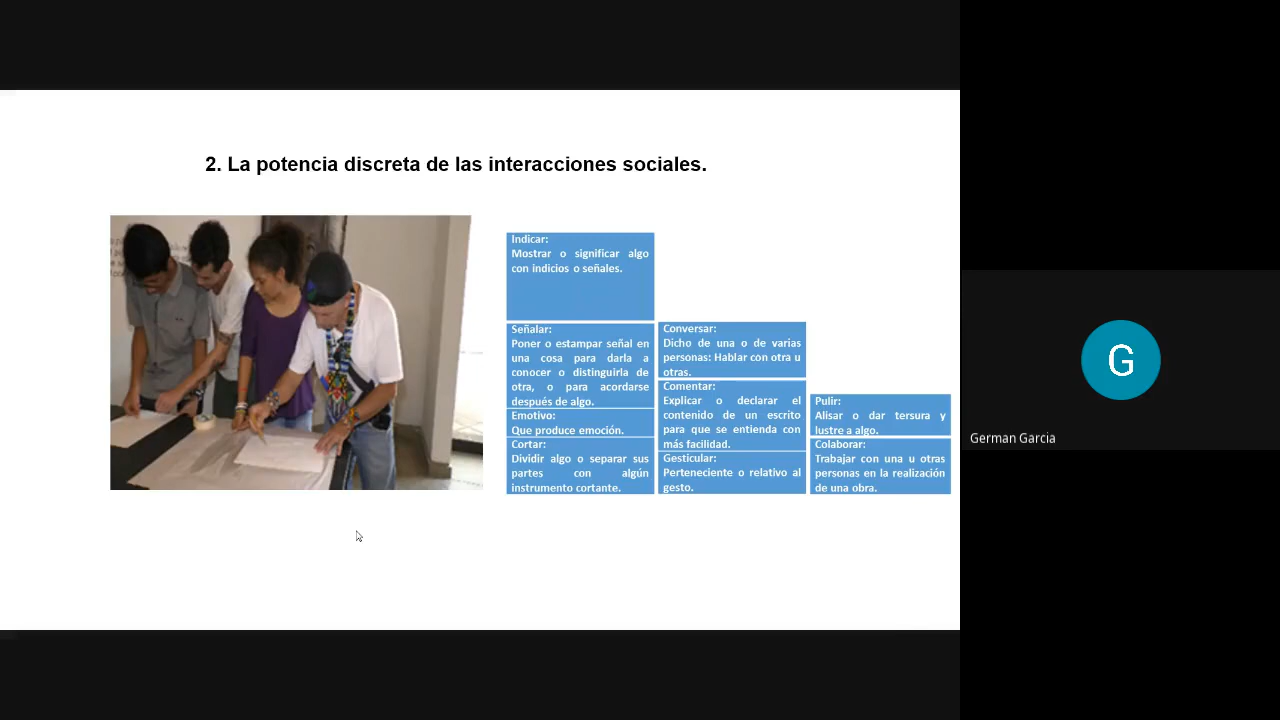 2. La potencia discreta de las interacciones sociales.
Indicar:
Mostrar o significar algo
con indicios o señales.
Señalar:
Poner o estampar señal en
una cosa para darla a
conocer o distinguirla de
otra, o para acordarse
después de algo.
Emotivo:
Que produce emoción.
Cortar:
Dividir algo o separar sus
partes con algún
instrumento cortante.
Conversar:
Dicho de una o de varias
personas: Hablar con otra u
otras.
Comentar:
Explicar o declarar el
contenido de un escrito
para que se entienda con
más facilidad.
Gesticular:
Perteneciente o relativo al
gesto.
Pulir:
Alisar o dar tersura y
lustre a algo.
Colaborar:
Trabajar con una u otras
personas en la realización
de una obra.
G
German Garcia